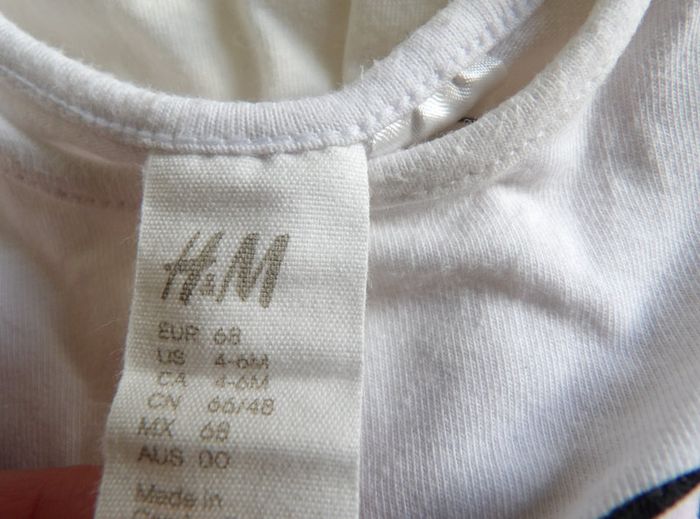 H&M
EUR 68
US 4-6M
CA 4-6M
CN 66/48
MX 68
AUS 00
Made in